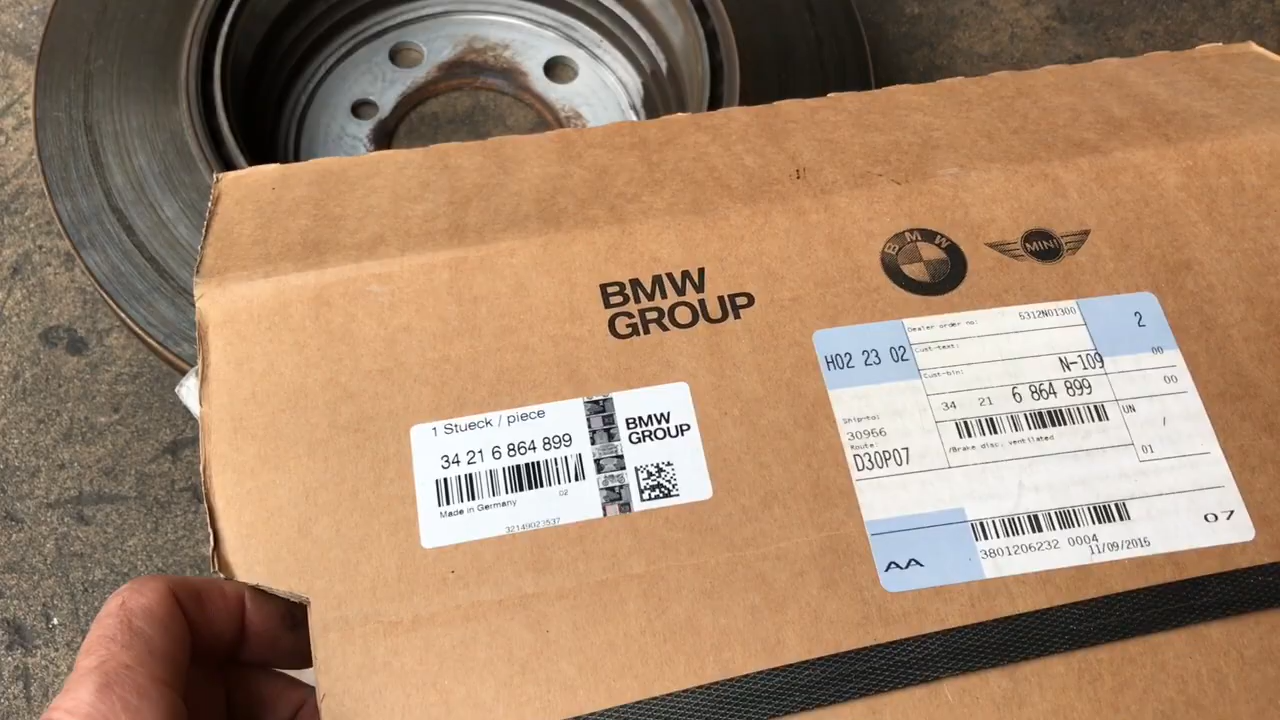 BMW
MINI
BMW
GROUP
H02 23 02
Dealer order no:
6312N01300
2
Cust-text:
Cust-bin:
N-109
00
34 21 6 864 899
00
Ship-to:
30956
Route:
D30P07
/Brake disc, ventilated
UN
/
01
1 Stueck / piece
34 21 6 864 899
BMW
GROUP
Made in Germany
02
32149023537
AA
3801206232 0004
11/09/2015
07